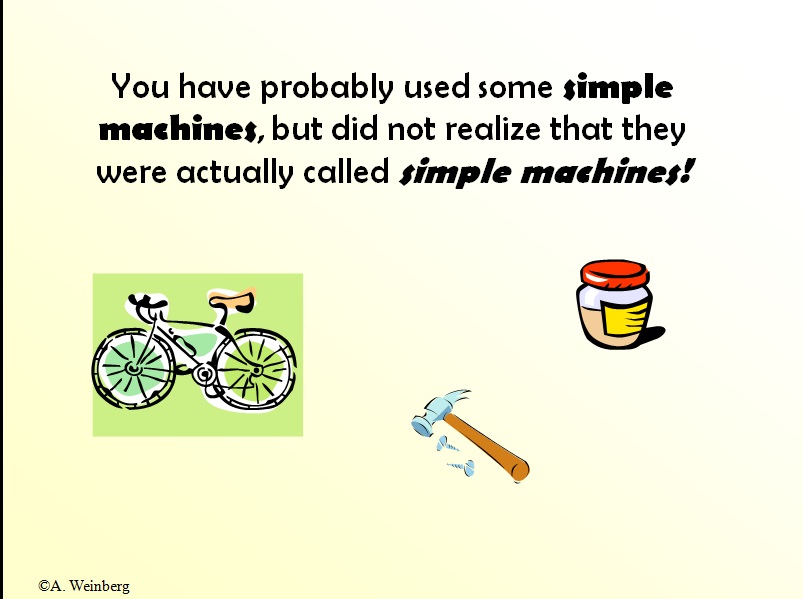 You have probably used some simple
machines, but did not realize that they
were actually called simple machines!
©A. Weinberg